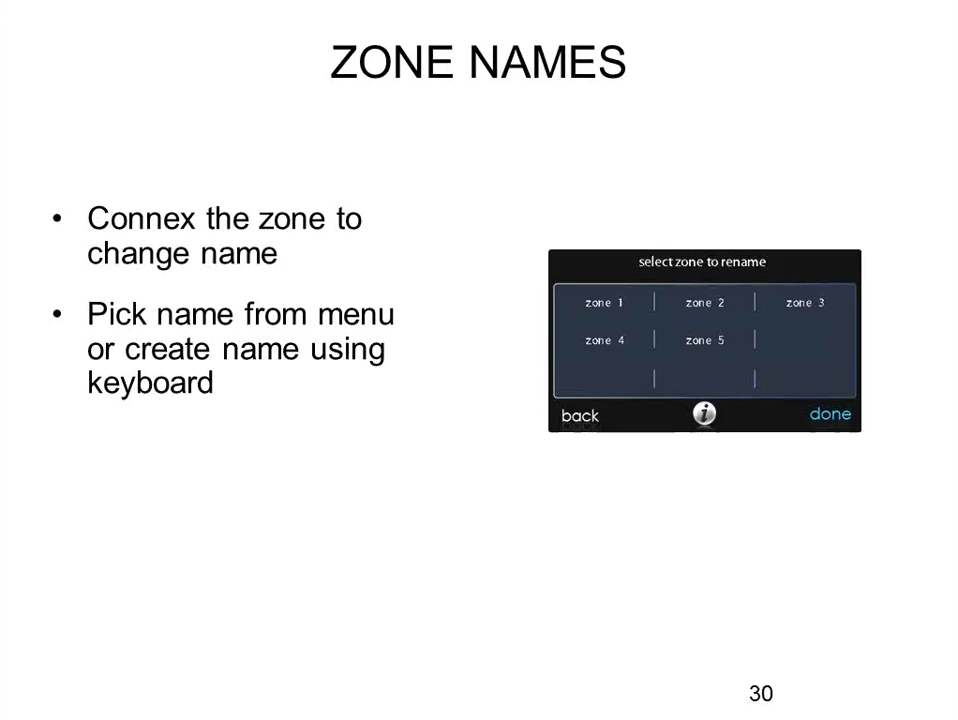 ZONE NAMES
• Connex the zone to
change name
• Pick name from menu
or create name using
keyboard
select zone to rename
zone 1 zone 2 zone 3
zone 4 zone 5
back i done
30